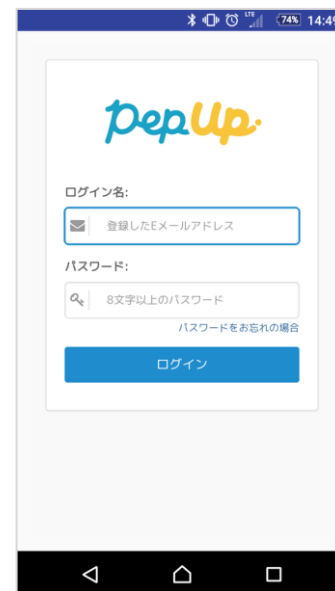 LTE 74% 14:49
PepUp
ログイン名:
登録したEメールアドレス
パスワード:
8文字以上のパスワード
パスワードをお忘れの場合
ログイン